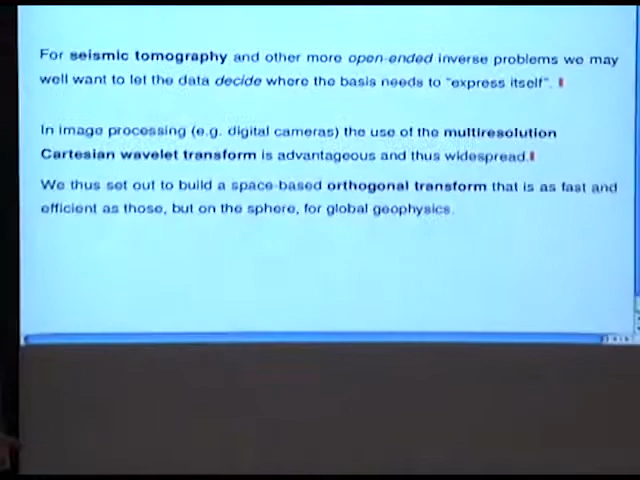 For seismic tomography and other more open-ended inverse problems we may
well want to let the data decide where the basis needs to "express itself".
In image processing (e.g. digital cameras) the use of the multiresolution
Cartesian wavelet transform is advantageous and thus widespread.
We thus set out to build a space-based orthogonal transform that is as fast and
efficient as those, but on the sphere, for global geophysics.